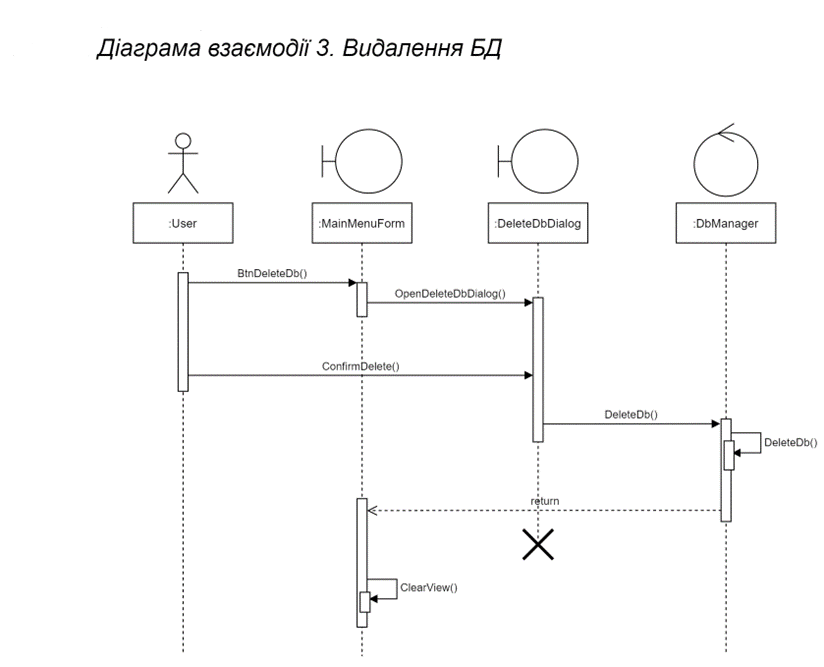 Діаграма взаємодії 3. Видалення БД
:User
:MainMenuForm
:DeleteDbDialog
:DbManager
BtnDeleteDb()
OpenDeleteDbDialog()
ConfirmDelete()
DeleteDb()
DeleteDb()
return
ClearView()